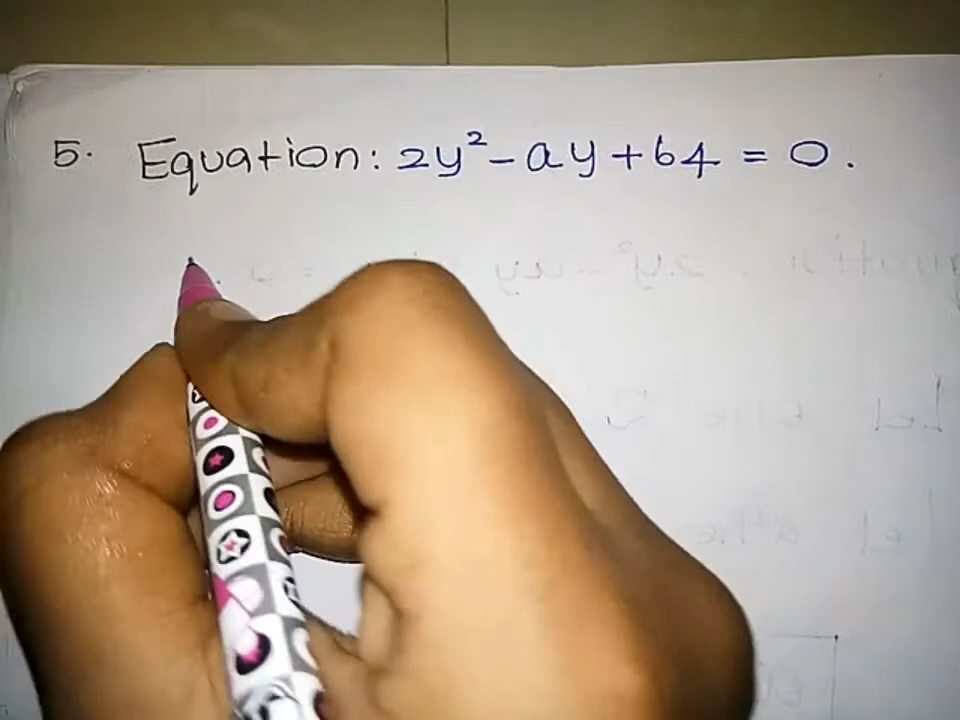 5. Equation: 2y² - ay + 64 = 0.